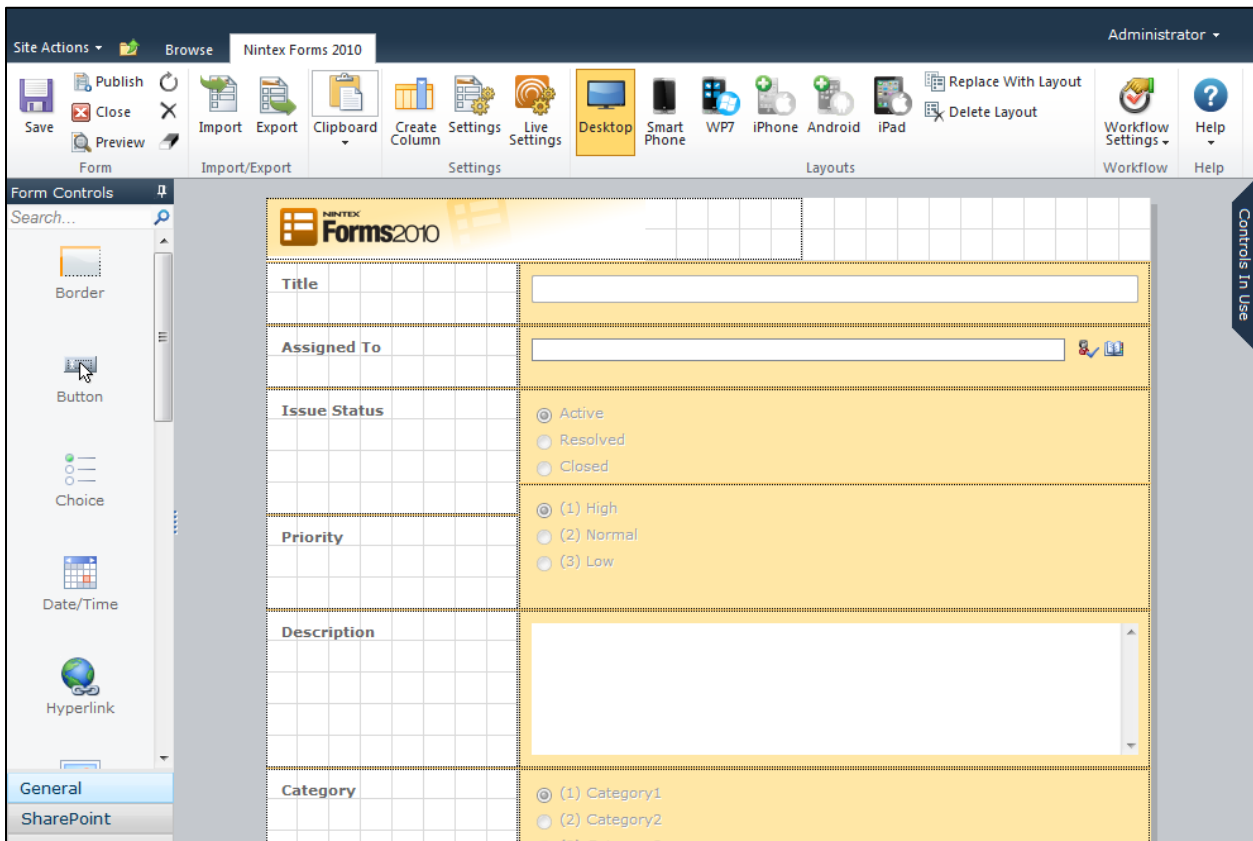 Administrator
Site Actions Browse Nintex Forms 2010
Save
Publish
Close
Preview
Form
Import Export
Import/Export
Clipboard
Create Column
Settings
Live Settings
Settings
Desktop
Smart Phone
WP7
iPhone
Android
iPad
Replace With Layout
Delete Layout
Layouts
Workflow Settings
Workflow
Help
Help
Form Controls
Search...
Border
Button
Choice
Date/Time
Hyperlink
General
SharePoint
NINTEX
Forms2010
Title
Assigned To
Issue Status
Active
Resolved
Closed
Priority
(1) High
(2) Normal
(3) Low
Description
Category
(1) Category1
(2) Category2
Controls In Use